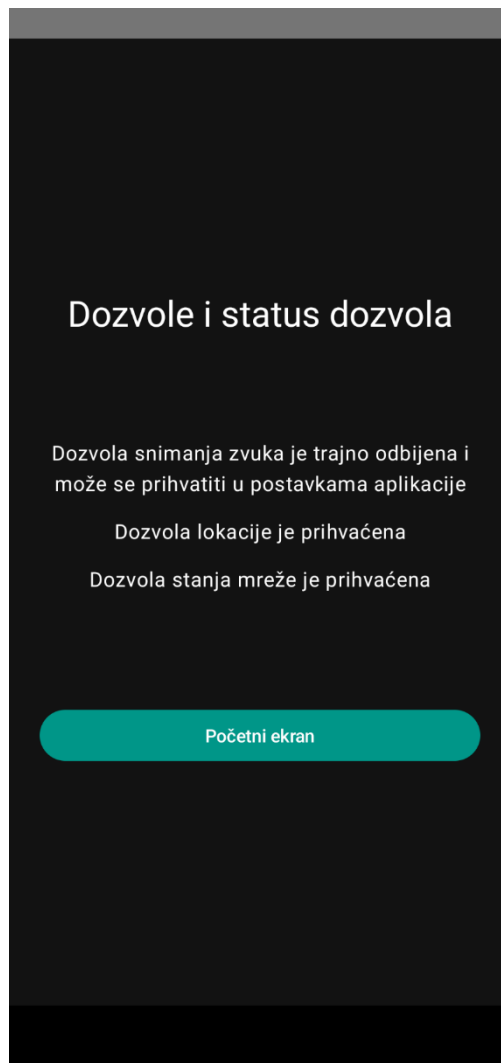 Dozvole i status dozvola
Dozvola snimanja zvuka je trajno odbijena i
može se prihvatiti u postavkama aplikacije
Dozvola lokacije je prihvaćena
Dozvola stanja mreže je prihvaćena
Početni ekran